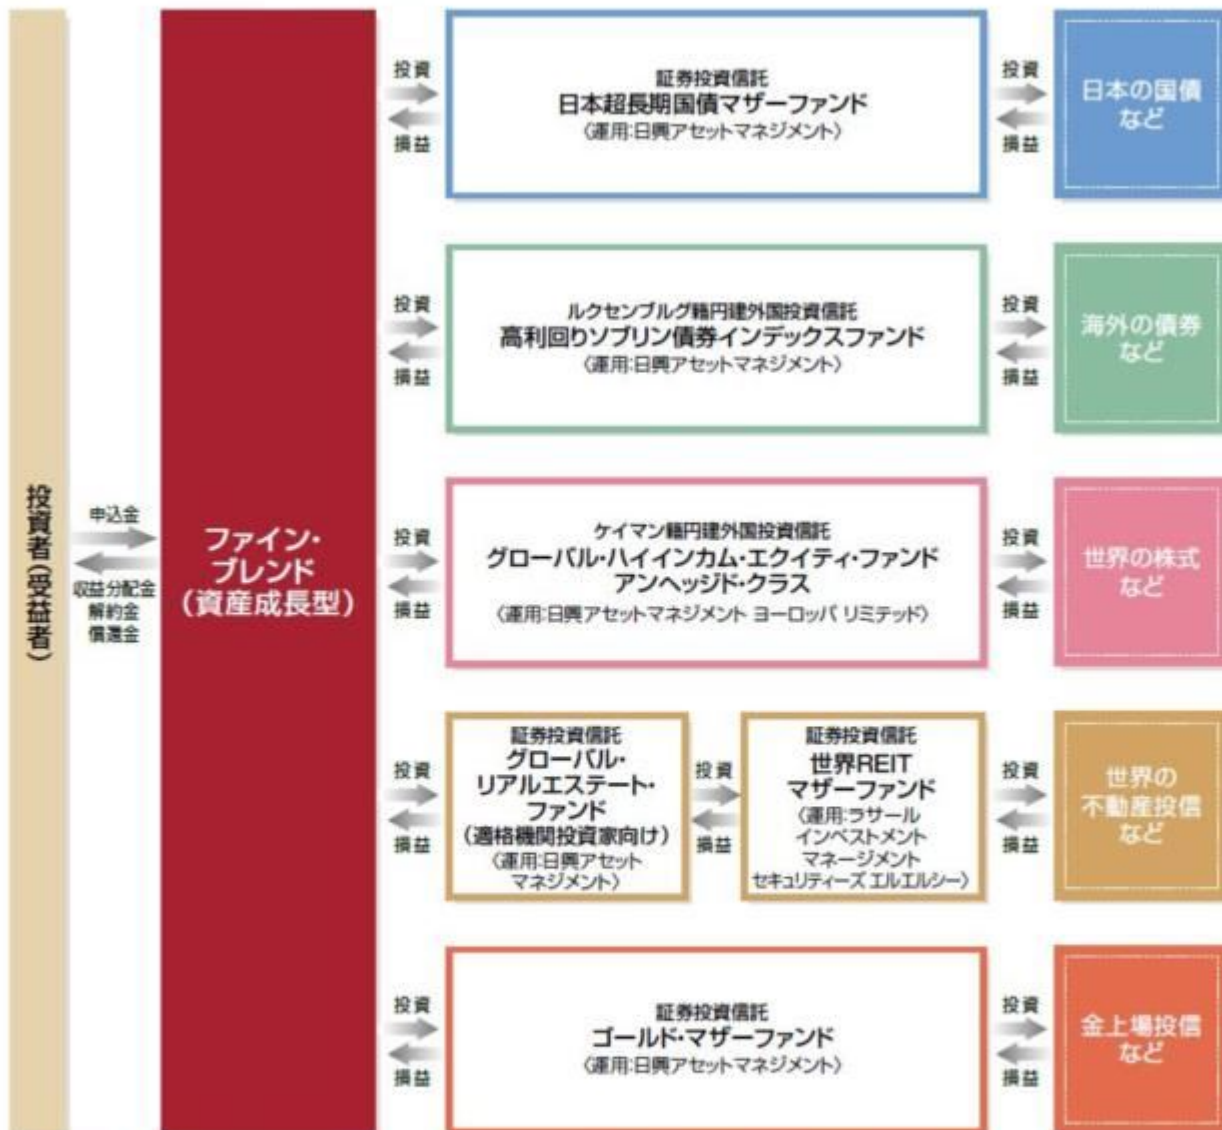 投資者(受益者)
申込金
収益分配金
解約金
償還金
ファイン・
ブレンド
(資産成長型)
投資
損益
証券投資信託
日本超長期国債マザーファンド
〈運用:日興アセットマネジメント〉
投資
損益
日本の国債
など
投資
損益
ルクセンブルグ籍円建外国投資信託
高利回りソブリン債券インデックスファンド
〈運用:日興アセットマネジメント〉
投資
損益
海外の債券
など
投資
損益
ケイマン籍円建外国投資信託
グローバル・ハイインカム・エクイティ・ファンド
アンヘッジド・クラス
〈運用:日興アセットマネジメント ヨーロッパ リミテッド〉
投資
損益
世界の株式
など
投資
損益
証券投資信託
グローバル・
リアルエステート・
ファンド
(適格機関投資家向け)
〈運用:日興アセット
マネジメント〉
投資
損益
証券投資信託
世界REIT
マザーファンド
〈運用:ラサール
インベストメント
マネージメント
セキュリティーズ エルエルシー〉
投資
損益
世界の
不動産投信
など
投資
損益
証券投資信託
ゴールド・マザーファンド
〈運用:日興アセットマネジメント〉
投資
損益
金上場投信
など